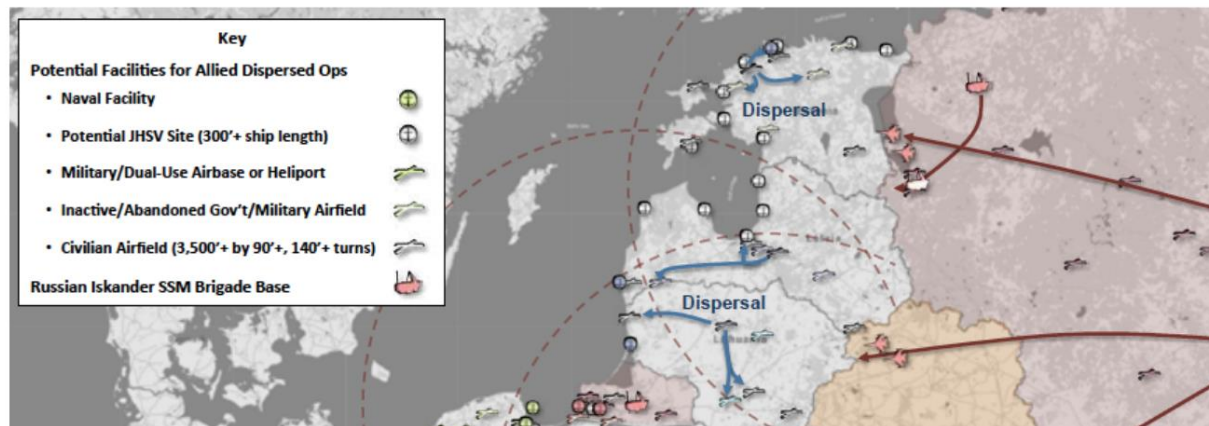 Key
Potential Facilities for Allied Dispersed Ops
• Naval Facility
• Potential JHSV Site (300'+ ship length)
• Military/Dual-Use Airbase or Heliport
• Inactive/Abandoned Gov't/Military Airfield
• Civilian Airfield (3,500'+ by 90'+, 140'+ turns)
Russian Iskander SSM Brigade Base
Dispersal
Dispersal